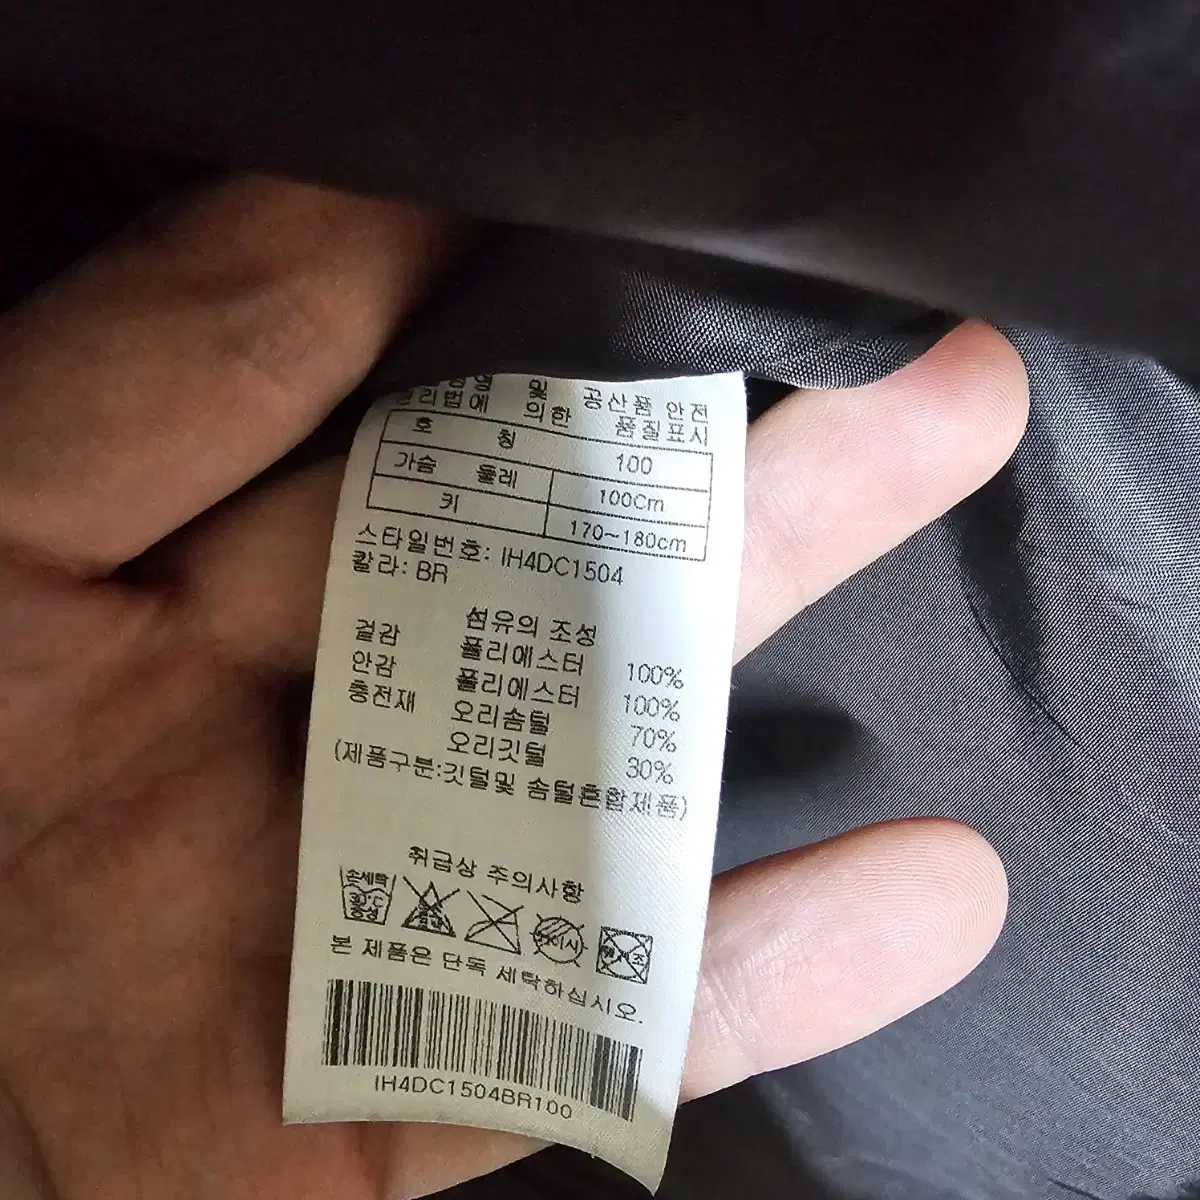 및 공산품 안전
의한 품질표시
호 칭 100
가슴 둘레 100Cm
키 170~180cm
스타일번호: IH4DC1504
칼라: BR
섬유의 조성
겉감 폴리에스터 100%
안감 폴리에스터 100%
충전재 오리솜털 70%
오리깃털 30%
(제품구분:깃털및 솜털혼합제품)
취급상 주의사항
손세탁
중성
본 제품은 단독 세탁하십시오.
IH4DC1504BR100